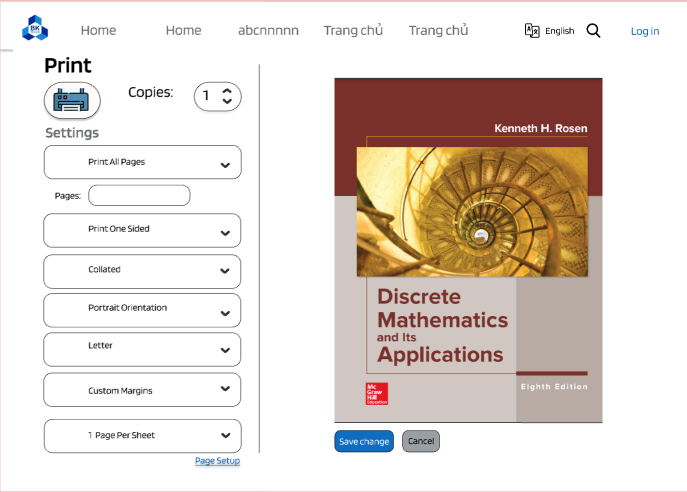 BK
Home
Home
abcnnnnn
Trang chủ
Trang chủ
English
Log in
Print
Copies:
1
Settings
Print All Pages
Pages:
Print One Sided
Collated
Portrait Orientation
Letter
Custom Margins
1 Page Per Sheet
Page Setup
Kenneth H. Rosen
Discrete
Mathematics
and Its
Applications
Mc
Graw
Hill
Education
Eighth Edition
Save change
Cancel